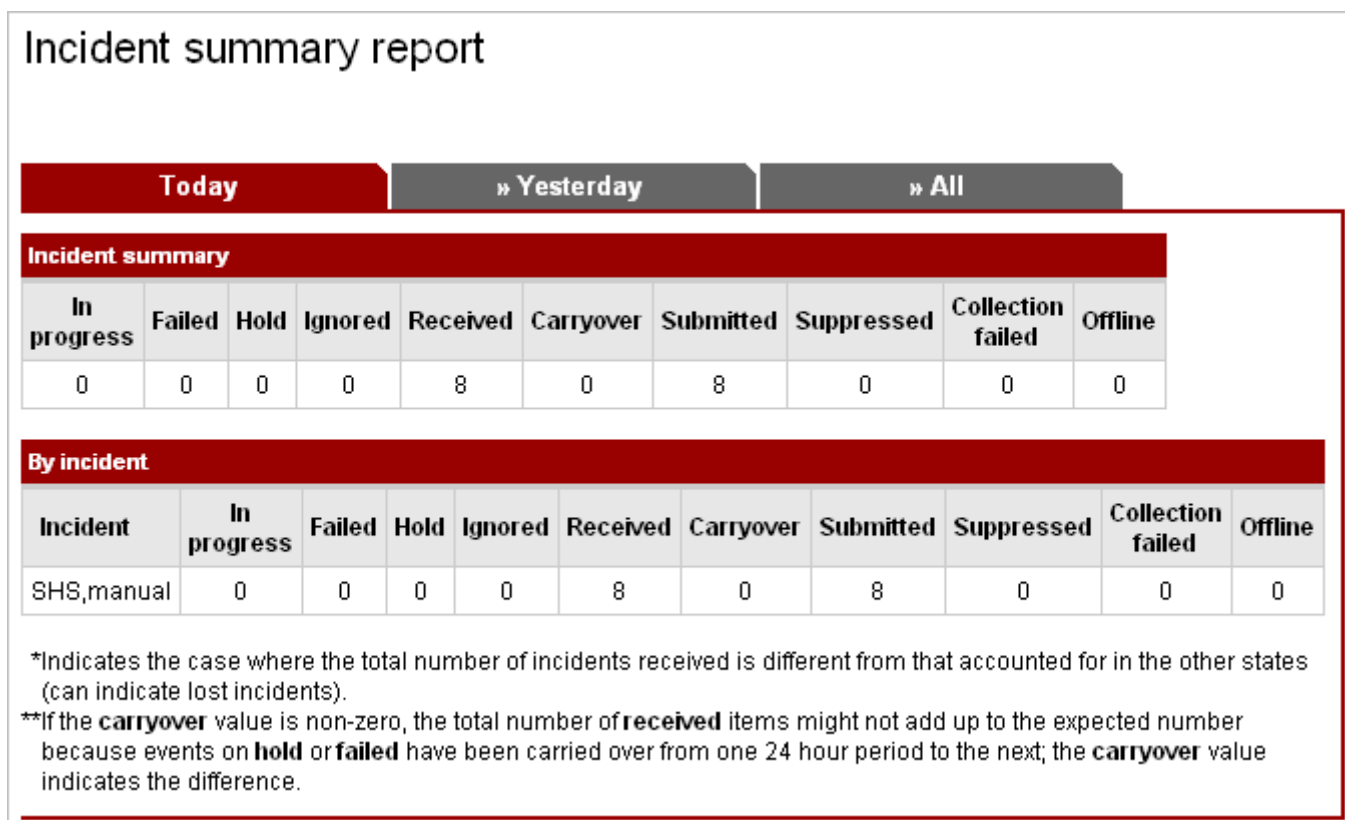 Incident summary report
Today » Yesterday » All
Incident summary
In progress Failed Hold Ignored Received Carryover Submitted Suppressed Collection failed Offline
0 0 0 0 8 0 8 0 0 0
By incident
Incident In progress Failed Hold Ignored Received Carryover Submitted Suppressed Collection failed Offline
SHS,manual 0 0 0 0 8 0 8 0 0 0
*Indicates the case where the total number of incidents received is different from that accounted for in the other states
(can indicate lost incidents).
**If the carryover value is non-zero, the total number of received items might not add up to the expected number
because events on hold or failed have been carried over from one 24 hour period to the next; the carryover value
indicates the difference.